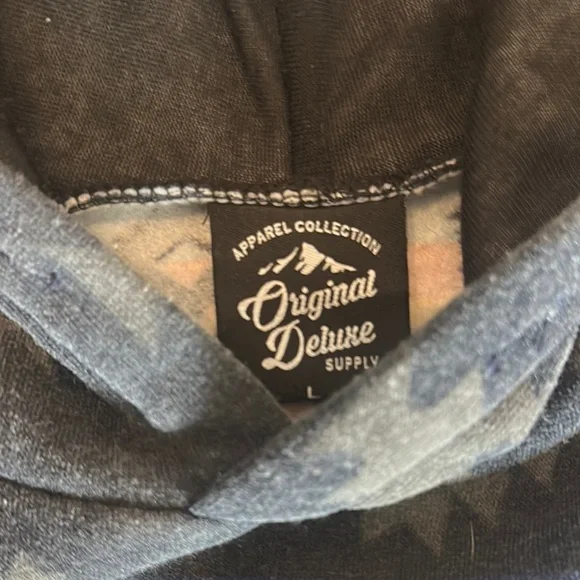 APPAREL COLLECTION
Original
Deluxe
SUPPLY
L